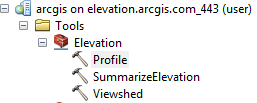 arcgis on elevation.arcgis.com_443 (user)
Tools
Elevation
Profile
SummarizeElevation
Viewshed